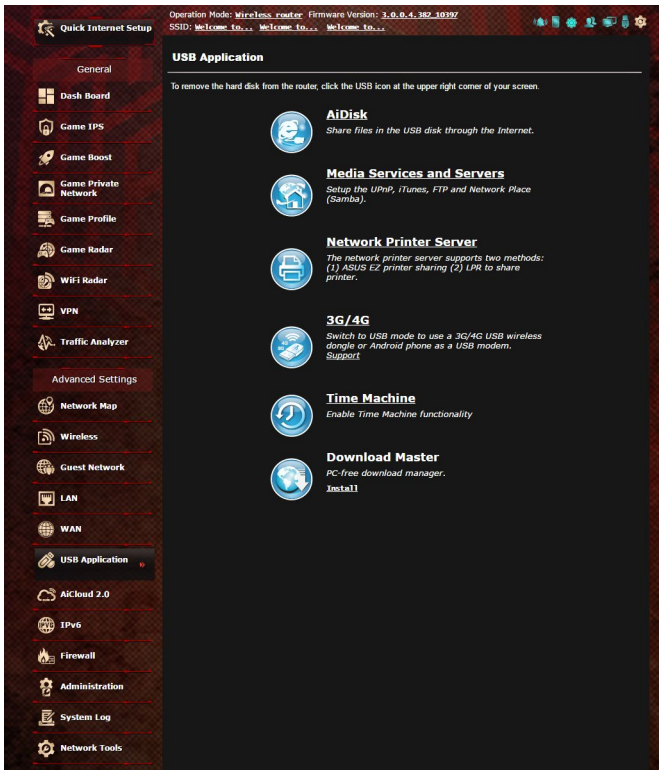 Quick Internet Setup
General
Dash Board
Game IPS
Game Boost
Game Private
Network
Game Profile
Game Radar
WiFi Radar
VPN
Traffic Analyzer
Advanced Settings
Network Map
Wireless
Guest Network
LAN
WAN
USB Application
AiCloud 2.0
IPv6
Firewall
Administration
System Log
Network Tools
Operation Mode: Wireless router Firmware Version: 3.0.0.4.382_10397
SSID: Welcome to... Welcome to... Welcome to...
USB Application
To remove the hard disk from the router, click the USB icon at the upper right corner of your screen.
AiDisk
Share files in the USB disk through the Internet.
Media Services and Servers
Setup the UPnP, iTunes, FTP and Network Place
(Samba).
Network Printer Server
The network printer server supports two methods:
(1) ASUS EZ printer sharing (2) LPR to share
printer.
3G/4G
Switch to USB mode to use a 3G/4G USB wireless
dongle or Android phone as a USB modem.
Support
Time Machine
Enable Time Machine functionality
Download Master
PC-free download manager.
Install